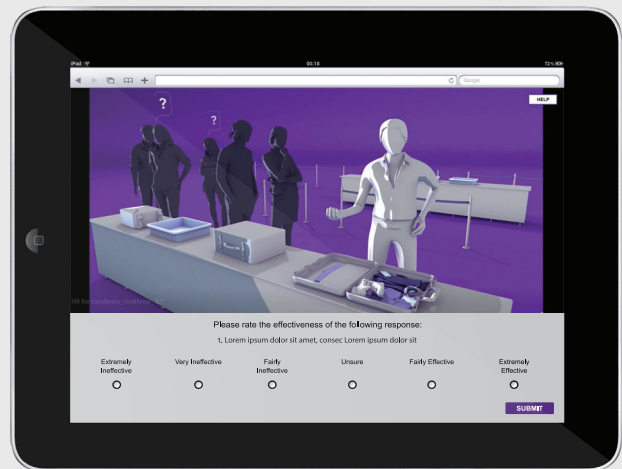 iPad
00.18
72%
Google
HELP
?
?
Please rate the effectiveness of the following response:
1. Lorem ipsum dolor sit amet, consec Lorem ipsum dolor sit
Extremely
Ineffective
Very Ineffective
Fairly
Ineffective
Unsure
Fairly Effective
Extremely
Effective
SUBMIT